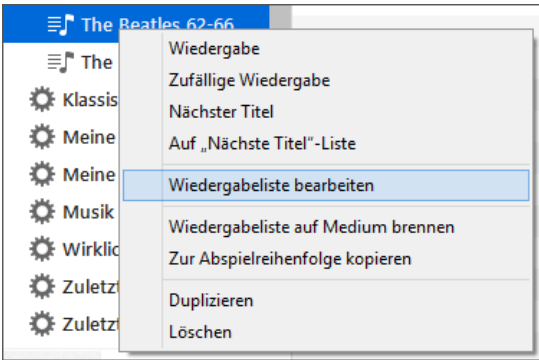 The Beatles 62-66
The
Klassis
Meine
Meine
Musik
Wirklic
Zuletzt
Zuletzt
Wiedergabe
Zufällige Wiedergabe
Nächster Titel
Auf „Nächste Titel"-Liste
Wiedergabeliste bearbeiten
Wiedergabeliste auf Medium brennen
Zur Abspielreihenfolge kopieren
Duplizieren
Löschen